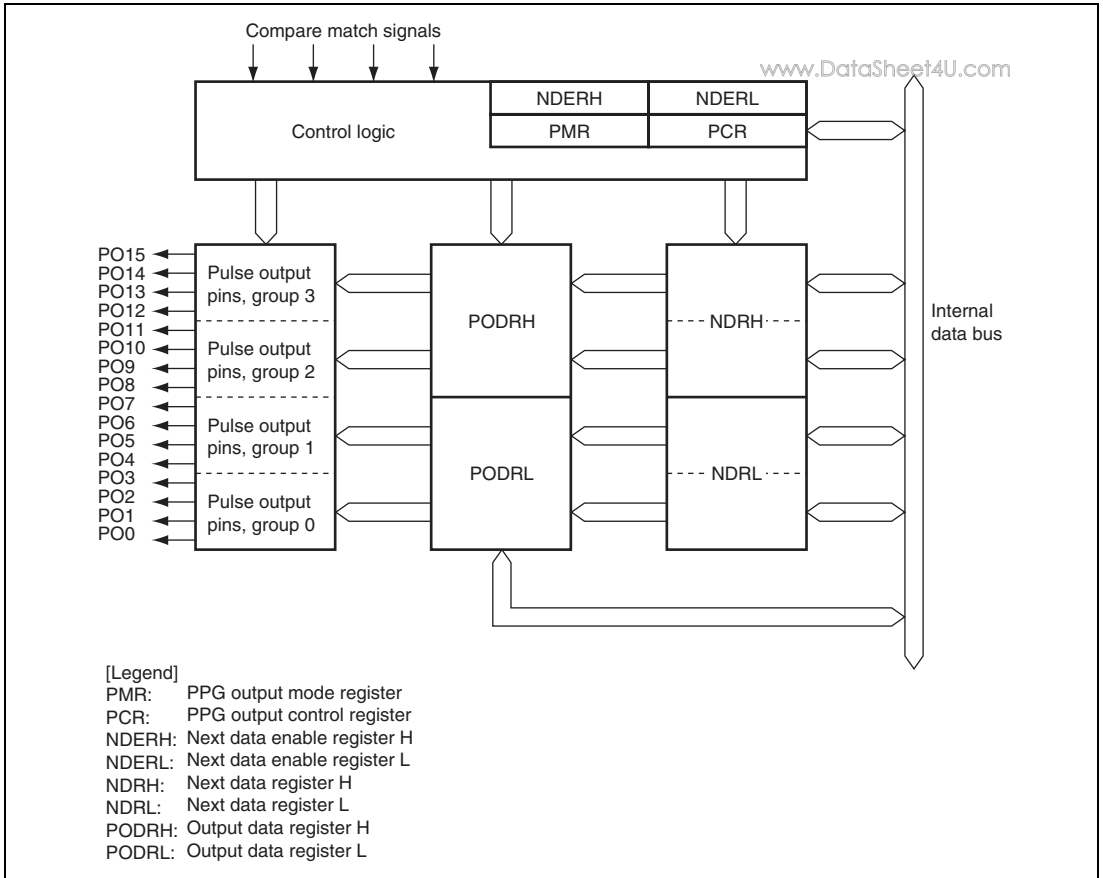 Compare match signals
www.DataSheet4U.com
NDERH NDERL
Control logic PMR PCR
PO15
PO14
PO13
PO12
PO11
PO10
PO9
PO8
PO7
PO6
PO5
PO4
PO3
PO2
PO1
PO0
Pulse output
pins, group 3
Pulse output
pins, group 2
Pulse output
pins, group 1
Pulse output
pins, group 0
PODRH
PODRL
NDRH
NDRL
Internal
data bus
[Legend]
PMR: PPG output mode register
PCR: PPG output control register
NDERH: Next data enable register H
NDERL: Next data enable register L
NDRH: Next data register H
NDRL: Next data register L
PODRH: Output data register H
PODRL: Output data register L